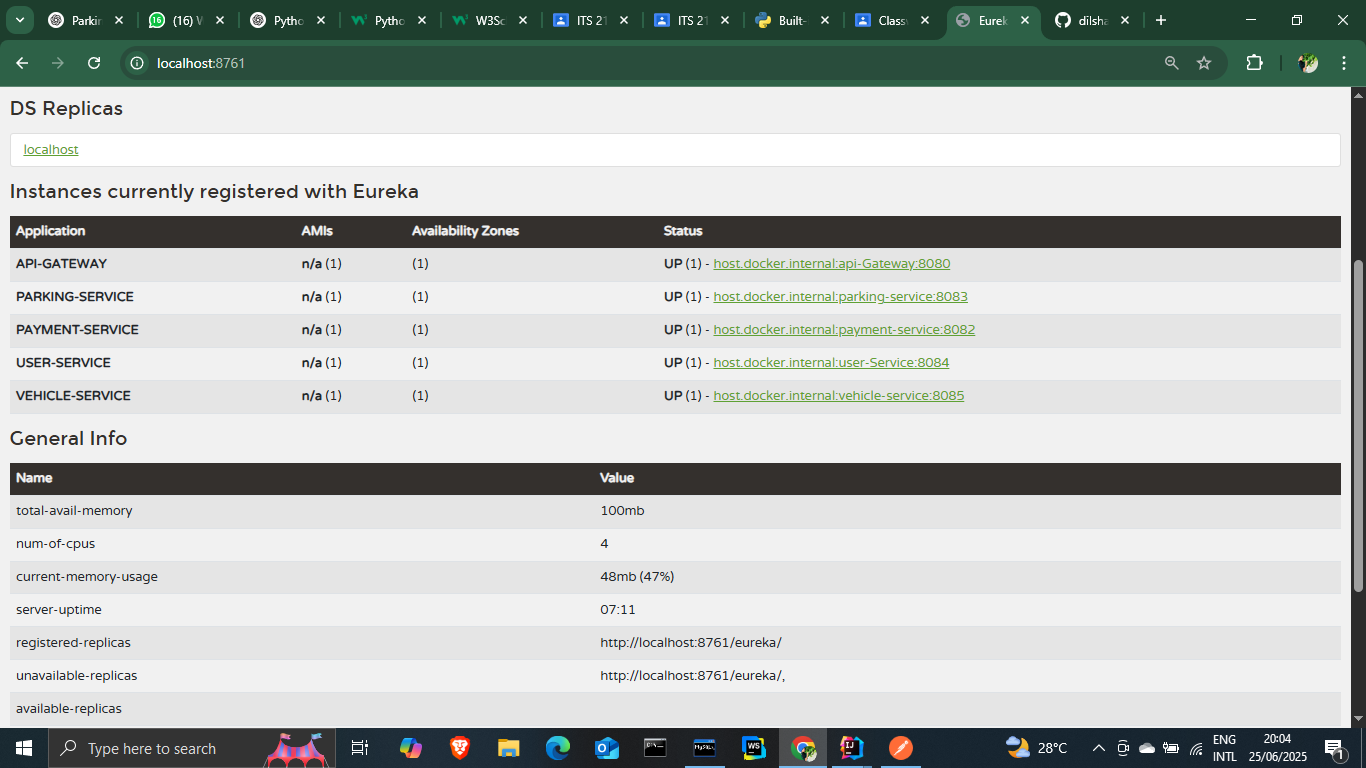 Parkin
(16) W
Pytho
Pytho
W3Sc
ITS 21
ITS 21
Built-
Class
Eurek
dilsha
localhost:8761
DS Replicas
localhost
Instances currently registered with Eureka
Application AMIs Availability Zones Status
API-GATEWAY n/a (1) (1) UP (1) - host.docker.internal:api-Gateway:8080
PARKING-SERVICE n/a (1) (1) UP (1) - host.docker.internal:parking-service:8083
PAYMENT-SERVICE n/a (1) (1) UP (1) - host.docker.internal:payment-service:8082
USER-SERVICE n/a (1) (1) UP (1) - host.docker.internal:user-Service:8084
VEHICLE-SERVICE n/a (1) (1) UP (1) - host.docker.internal:vehicle-service:8085
General Info
Name Value
total-avail-memory 100mb
num-of-cpus 4
current-memory-usage 48mb (47%)
server-uptime 07:11
registered-replicas http://localhost:8761/eureka/
unavailable-replicas http://localhost:8761/eureka/,
available-replicas
Type here to search
28°C
ENG
INTL
20:04
25/06/2025
1